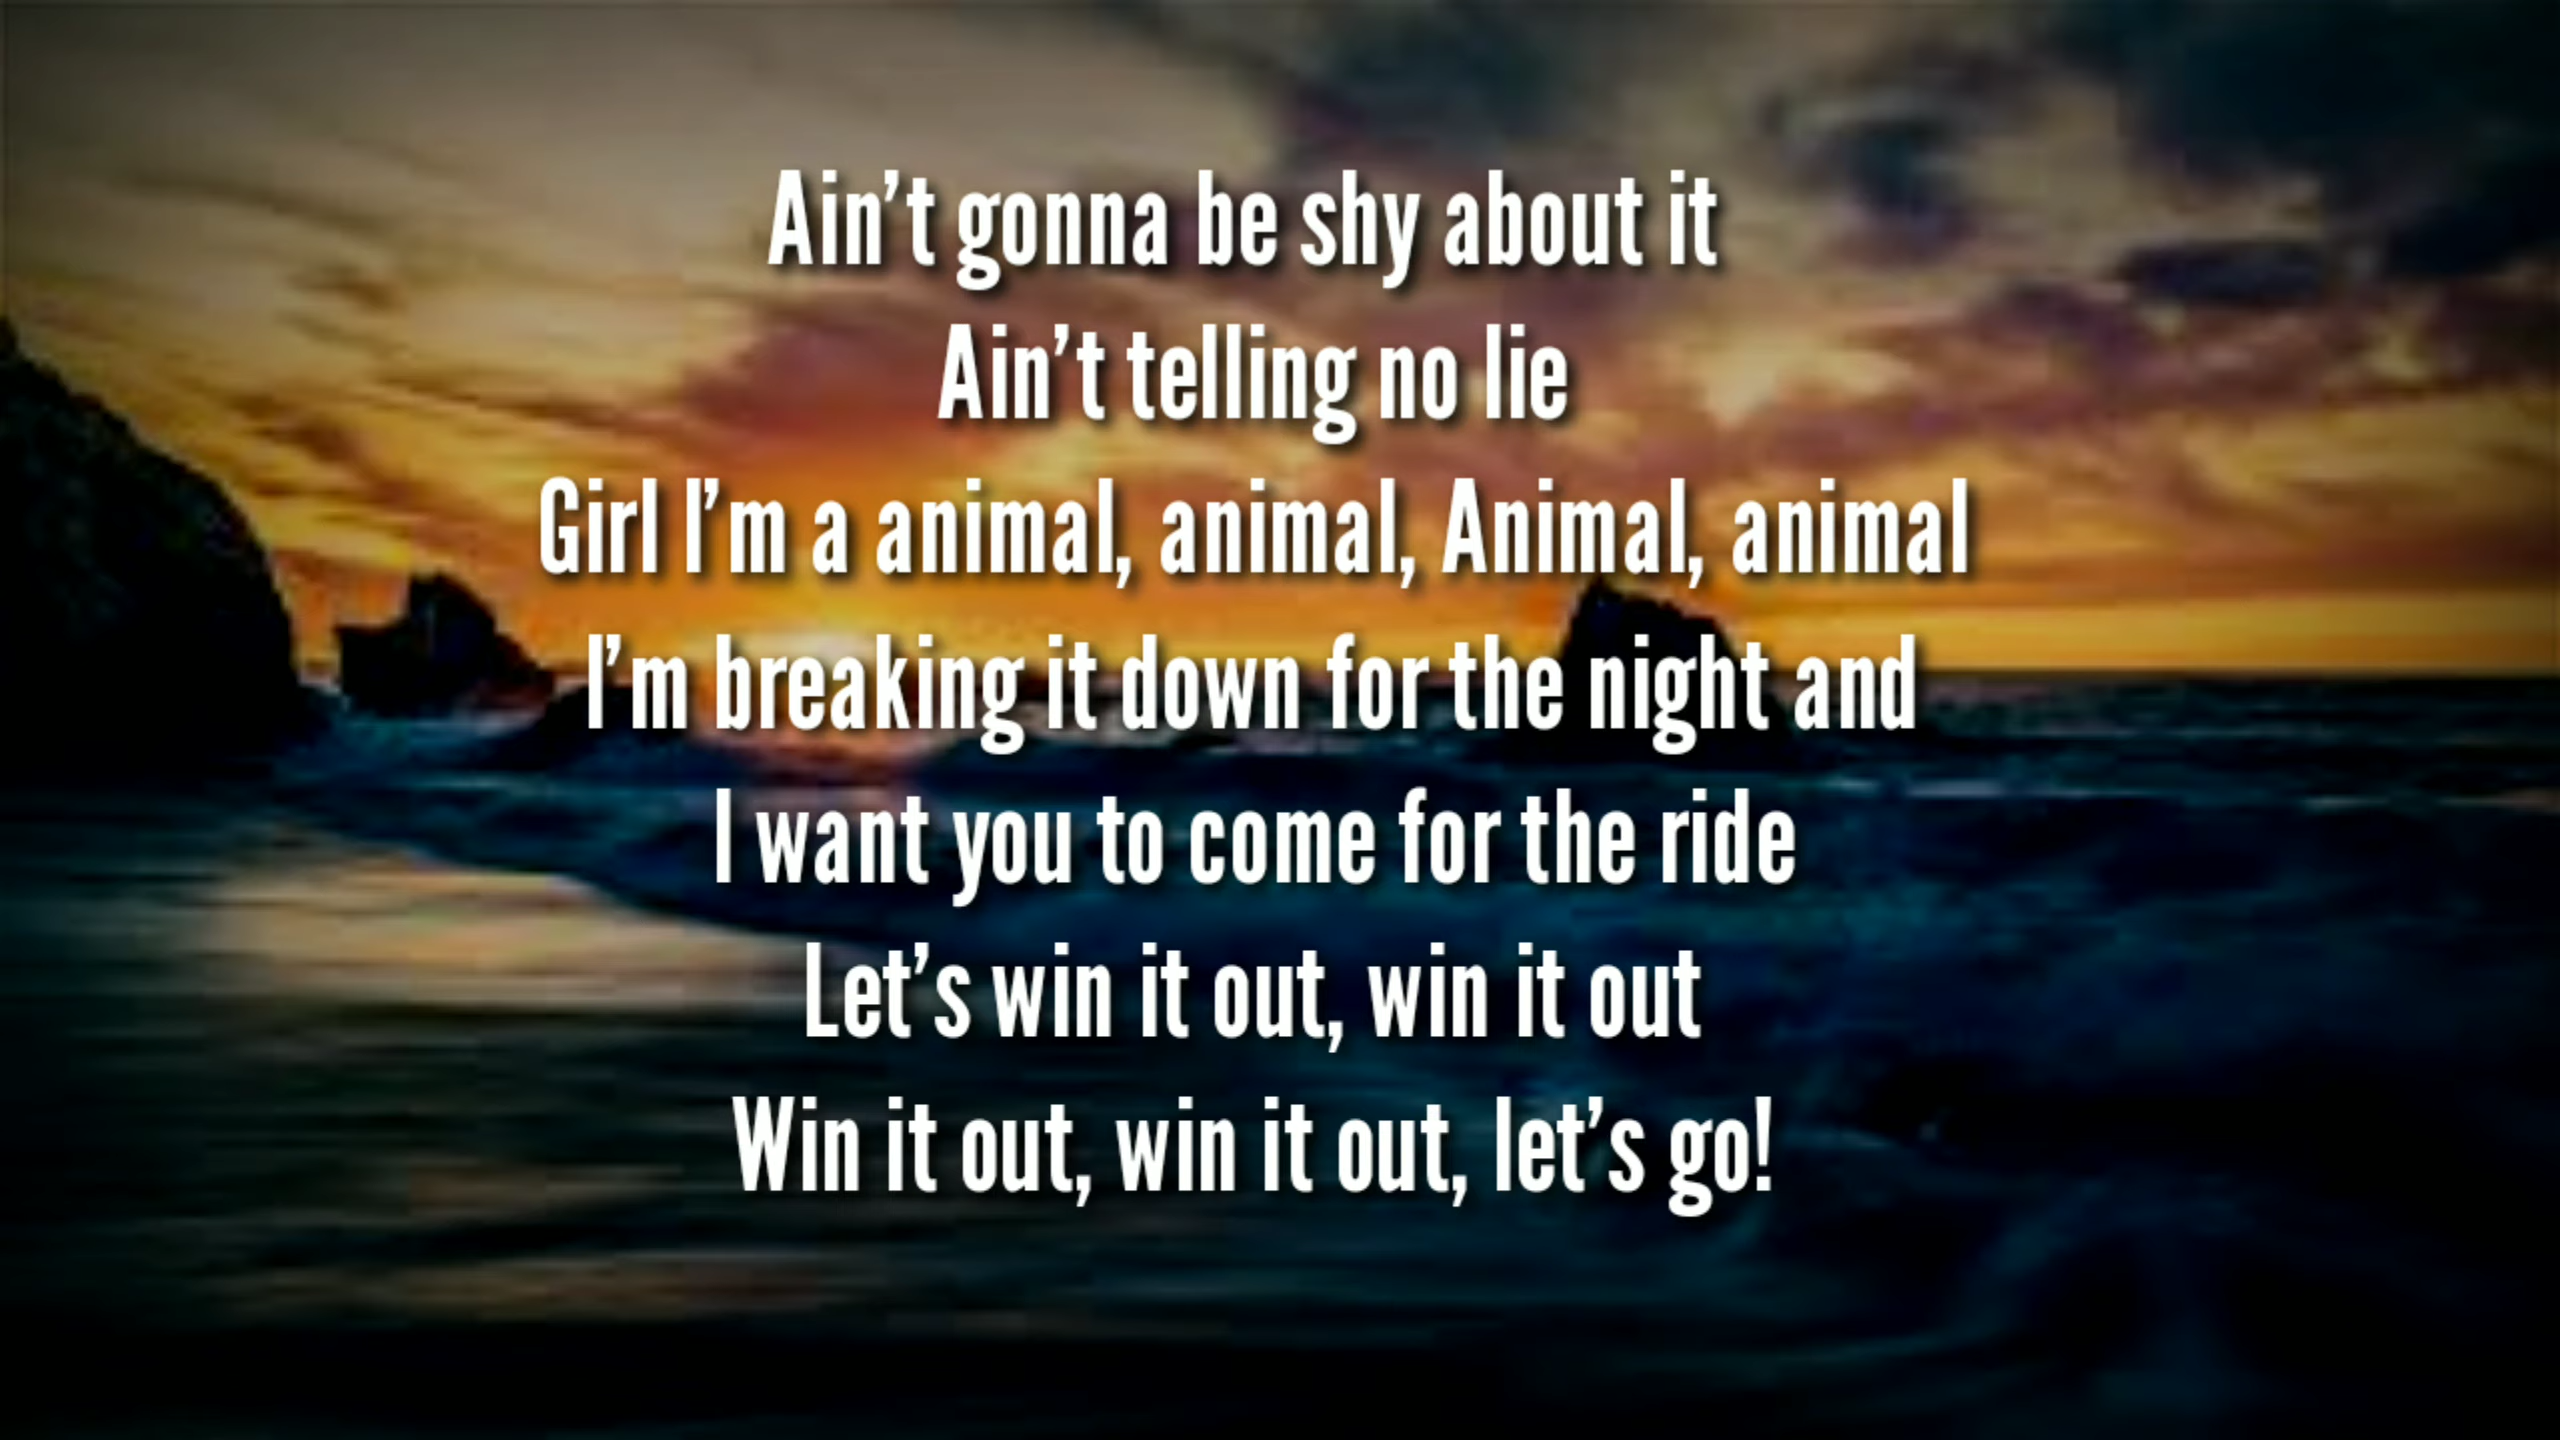 Ain't gonna be shy about it
Ain't telling no lie
Girl I'm a animal, animal, Animal, animal
I'm breaking it down for the night and
I want you to come for the ride
Let's win it out, win it out
Win it out, win it out, let's go!